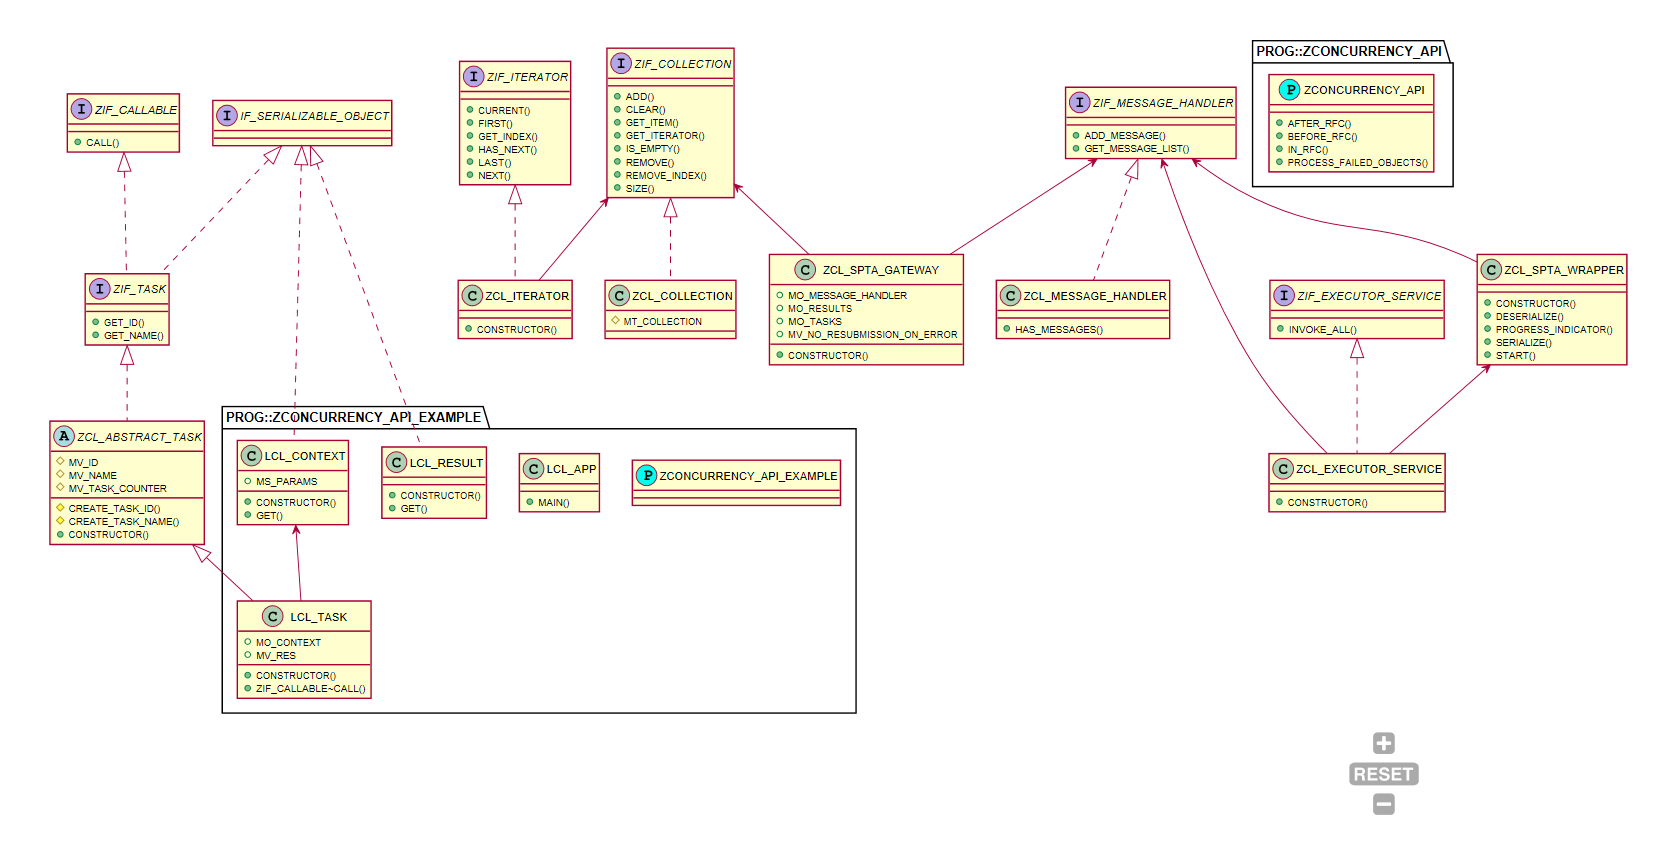 I ZIF_CALLABLE
CALL()
I IF_SERIALIZABLE_OBJECT
I ZIF_ITERATOR
CURRENT()
FIRST()
GET_INDEX()
HAS_NEXT()
LAST()
NEXT()
I ZIF_COLLECTION
ADD()
CLEAR()
GET_ITEM()
GET_ITERATOR()
IS_EMPTY()
REMOVE()
REMOVE_INDEX()
SIZE()
I ZIF_MESSAGE_HANDLER
ADD_MESSAGE()
GET_MESSAGE_LIST()
PROG::ZCONCURRENCY_API
P ZCONCURRENCY_API
AFTER_RFC()
BEFORE_RFC()
IN_RFC()
PROCESS_FAILED_OBJECTS()
I ZIF_TASK
GET_ID()
GET_NAME()
C ZCL_ITERATOR
CONSTRUCTOR()
C ZCL_COLLECTION
MT_COLLECTION
C ZCL_SPTA_GATEWAY
MO_MESSAGE_HANDLER
MO_RESULTS
MO_TASKS
MV_NO_RESUBMISSION_ON_ERROR
CONSTRUCTOR()
C ZCL_MESSAGE_HANDLER
HAS_MESSAGES()
I ZIF_EXECUTOR_SERVICE
INVOKE_ALL()
C ZCL_SPTA_WRAPPER
CONSTRUCTOR()
DESERIALIZE()
PROGRESS_INDICATOR()
SERIALIZE()
START()
A ZCL_ABSTRACT_TASK
MV_ID
MV_NAME
MV_TASK_COUNTER
CREATE_TASK_ID()
CREATE_TASK_NAME()
CONSTRUCTOR()
PROG::ZCONCURRENCY_API_EXAMPLE
C LCL_CONTEXT
MS_PARAMS
CONSTRUCTOR()
GET()
C LCL_RESULT
CONSTRUCTOR()
GET()
C LCL_APP
MAIN()
P ZCONCURRENCY_API_EXAMPLE
C ZCL_EXECUTOR_SERVICE
CONSTRUCTOR()
C LCL_TASK
MO_CONTEXT
MV_RES
CONSTRUCTOR()
ZIF_CALLABLE~CALL()
+
RESET
−